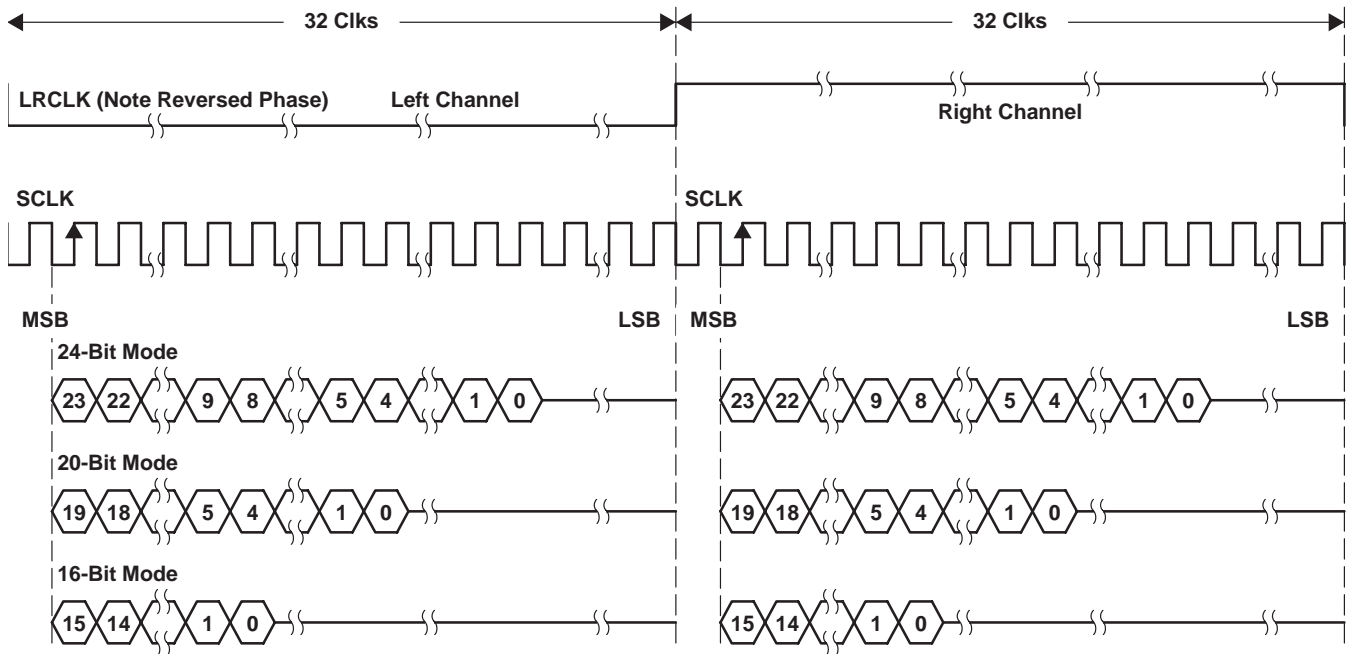 32 Clks 32 Clks
LRCLK (Note Reversed Phase) Left Channel
Right Channel
SCLK SCLK
MSB LSB MSB LSB
24-Bit Mode
23 22 9 8 5 4 1 0 23 22 9 8 5 4 1 0
20-Bit Mode
19 18 5 4 1 0 19 18 5 4 1 0
16-Bit Mode
15 14 1 0 15 14 1 0